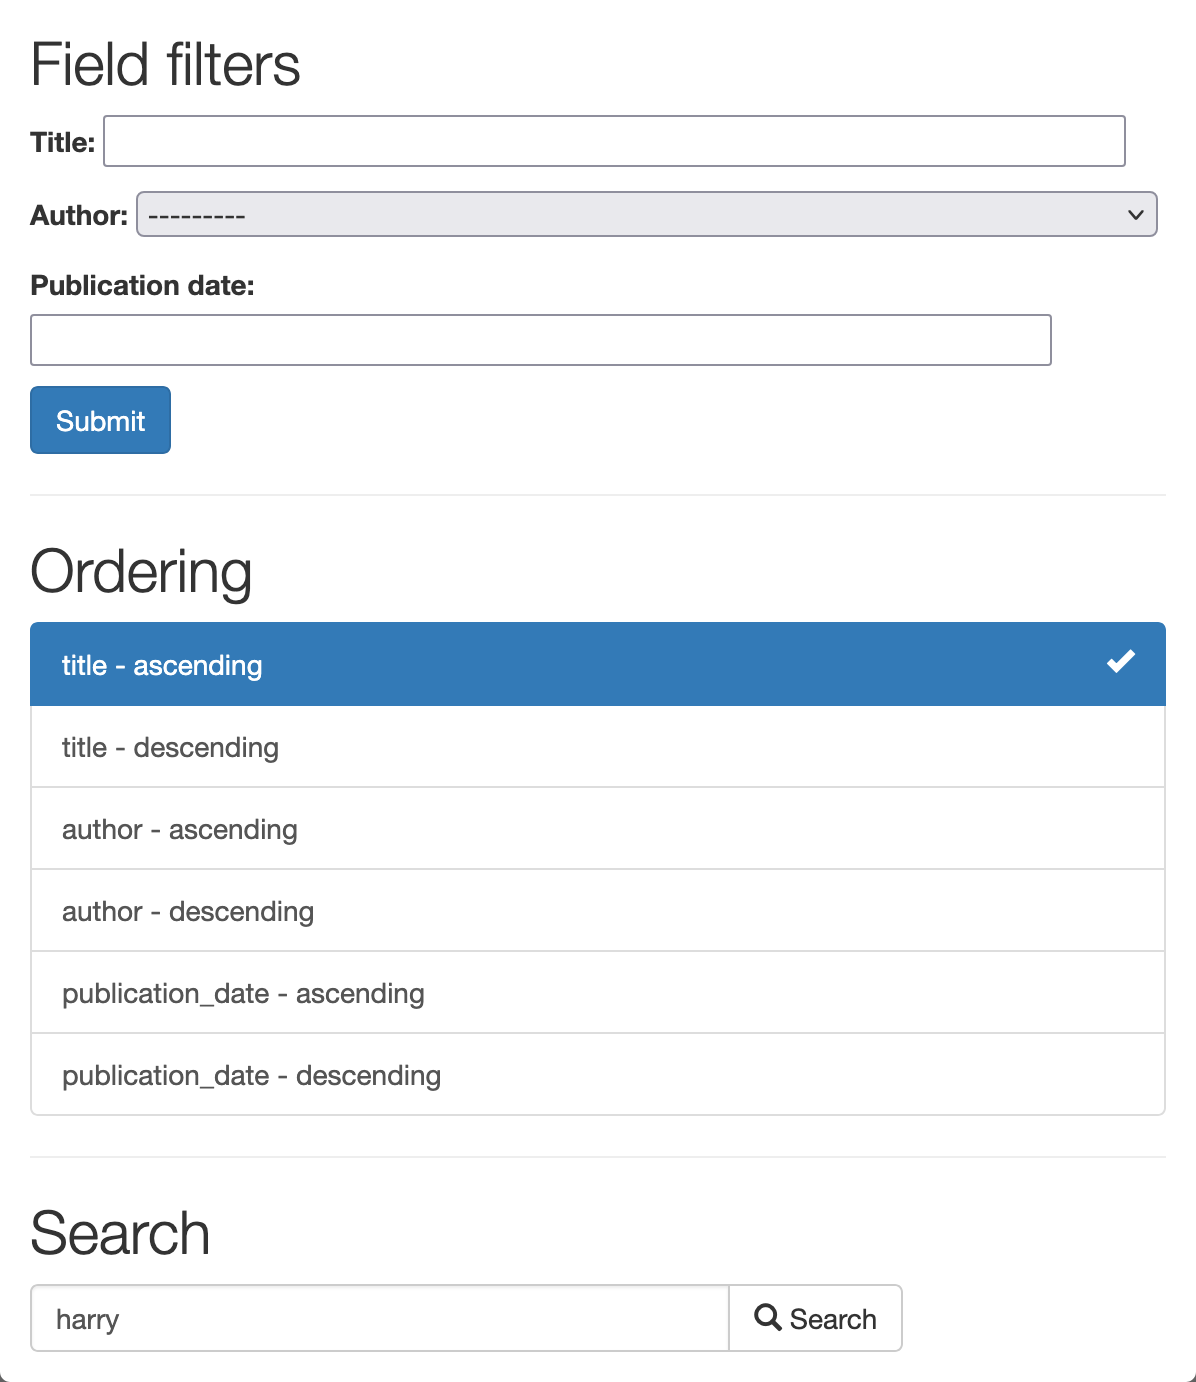 Field filters
Title:
Author: ---------
Publication date:
Submit
Ordering
title - ascending
title - descending
author - ascending
author - descending
publication_date - ascending
publication_date - descending
Search
harry Search